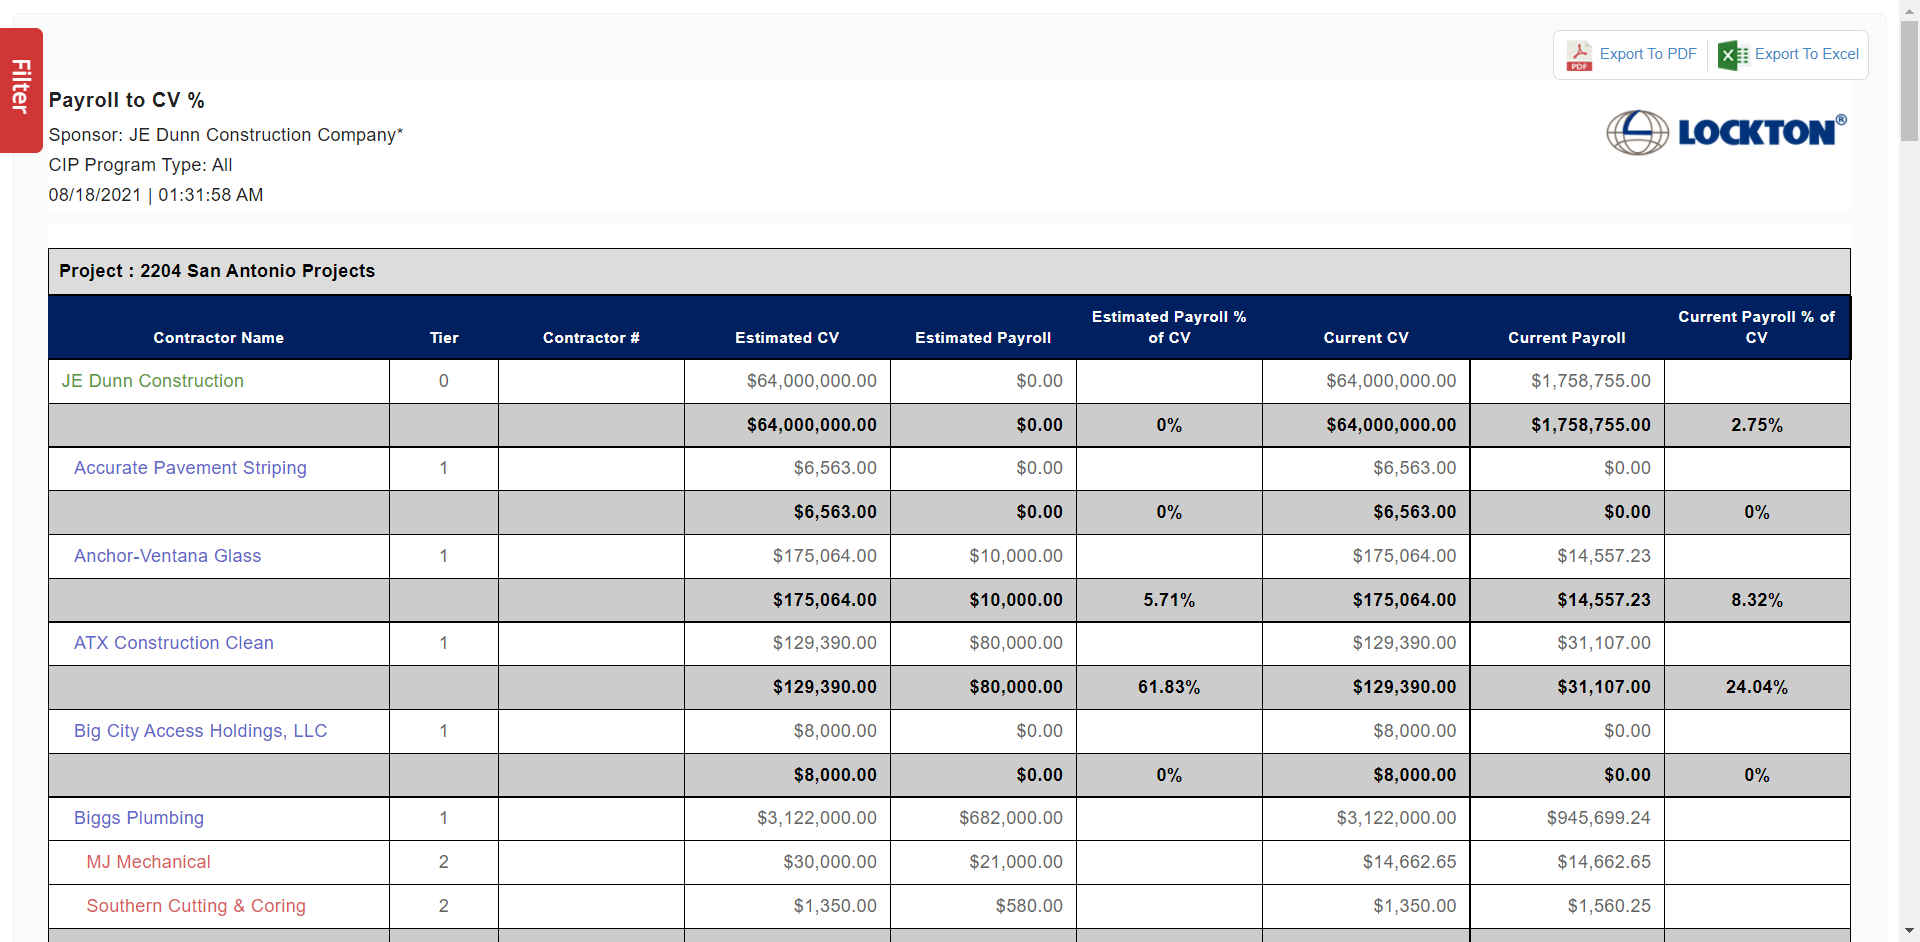 Filter
PDF Export To PDF Export To Excel
Payroll to CV %
Sponsor: JE Dunn Construction Company*
CIP Program Type: All
08/18/2021 | 01:31:58 AM
LOCKTON®
Project : 2204 San Antonio Projects
Contractor Name Tier Contractor # Estimated CV Estimated Payroll Estimated Payroll % of CV Current CV Current Payroll Current Payroll % of CV
JE Dunn Construction 0 $64,000,000.00 $0.00 $64,000,000.00 $1,758,755.00
$64,000,000.00 $0.00 0% $64,000,000.00 $1,758,755.00 2.75%
Accurate Pavement Striping 1 $6,563.00 $0.00 $6,563.00 $0.00
$6,563.00 $0.00 0% $6,563.00 $0.00 0%
Anchor-Ventana Glass 1 $175,064.00 $10,000.00 $175,064.00 $14,557.23
$175,064.00 $10,000.00 5.71% $175,064.00 $14,557.23 8.32%
ATX Construction Clean 1 $129,390.00 $80,000.00 $129,390.00 $31,107.00
$129,390.00 $80,000.00 61.83% $129,390.00 $31,107.00 24.04%
Big City Access Holdings, LLC 1 $8,000.00 $0.00 $8,000.00 $0.00
$8,000.00 $0.00 0% $8,000.00 $0.00 0%
Biggs Plumbing 1 $3,122,000.00 $682,000.00 $3,122,000.00 $945,699.24
MJ Mechanical 2 $30,000.00 $21,000.00 $14,662.65 $14,662.65
Southern Cutting & Coring 2 $1,350.00 $580.00 $1,350.00 $1,560.25